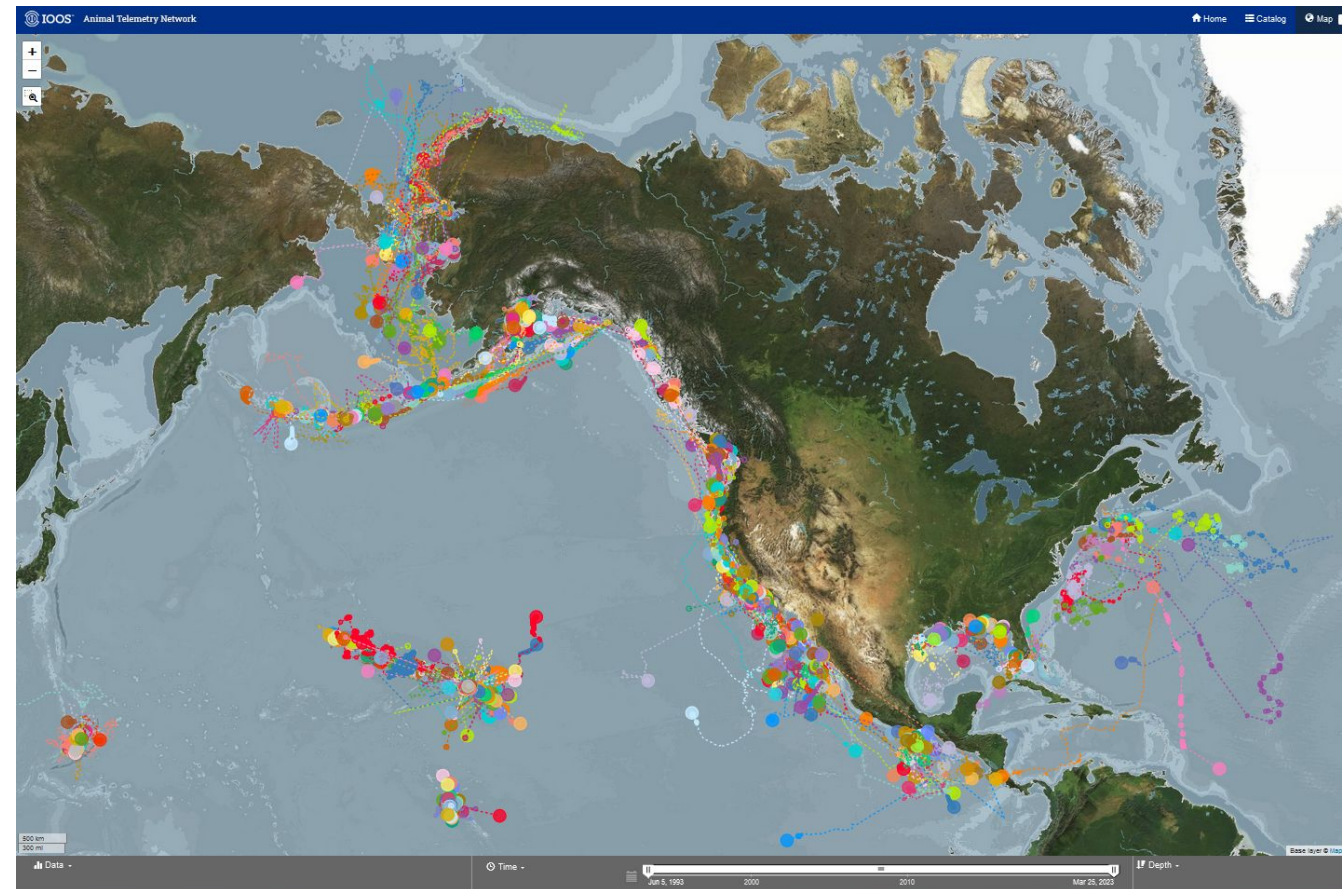 IOOS® Animal Telemetry Network
Home Catalog Map
+
−
500 km
300 mi
Base layer © Map
Data
Time
Jun 5, 1993 2000 2010 Mar 25, 2023
Depth